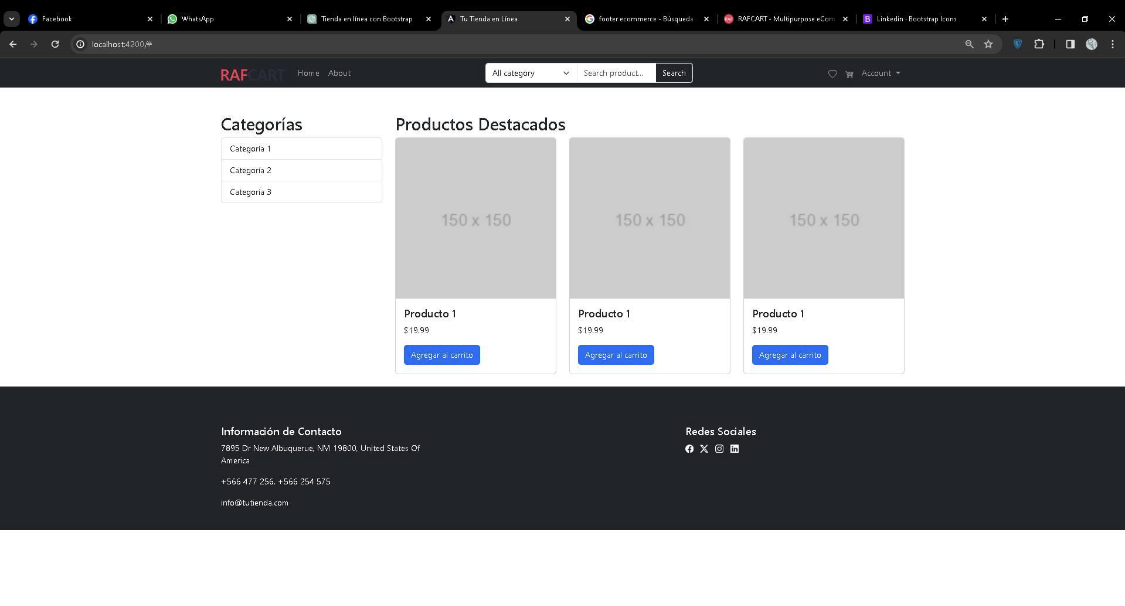 Facebook
WhatsApp
Tienda en línea con Bootstrap
Tu Tienda en Línea
footer ecommerce - Búsqueda
RAFCART - Multipurpose eCom
Linkedin · Bootstrap Icons
localhost:4200/#
RAFCART
Home About
All category
Search product...
Search
Account
Categorías
Categoría 1
Categoría 2
Categoría 3
Productos Destacados
150 x 150
150 x 150
150 x 150
Producto 1
Producto 1
Producto 1
$19.99
$19.99
$19.99
Agregar al carrito
Agregar al carrito
Agregar al carrito
Información de Contacto
7895 Dr New Albuquerue, NM 19800, United States Of
America
+566 477 256, +566 254 575
info@tutienda.com
Redes Sociales